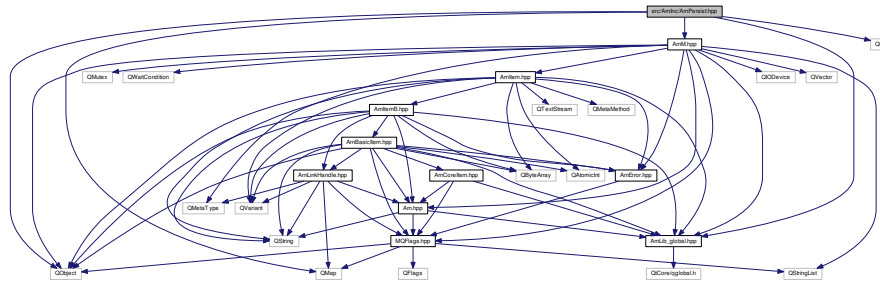 src/AmInc/AmPersist.hpp
AmM.hpp
QMutex
QWaitCondition
AmItem.hpp
QIODevice
QVector
AmItemB.hpp
QTextStream
QMetaMethod
AmBasicItem.hpp
AmLinkHandle.hpp
AmCoreItem.hpp
QByteArray
QAtomicInt
AmError.hpp
QMetaType
QVariant
Am.hpp
QString
MQFlags.hpp
AmLib_global.hpp
QObject
QMap
QFlags
QtCore/qglobal.h
QStringList